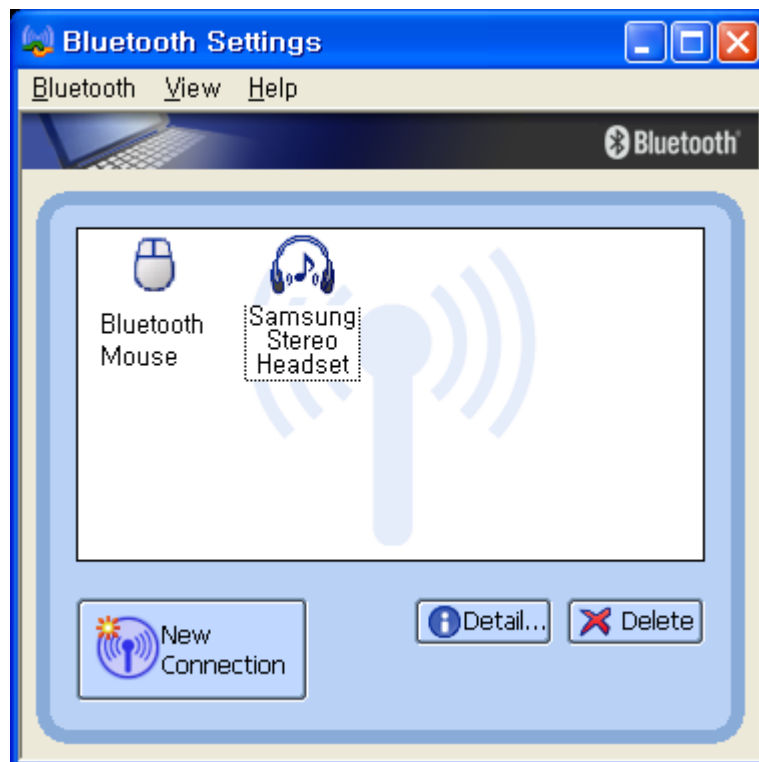 Bluetooth Settings
Bluetooth View Help
Bluetooth
Bluetooth
Mouse
Samsung
Stereo
Headset
New
Connection
Detail...
Delete